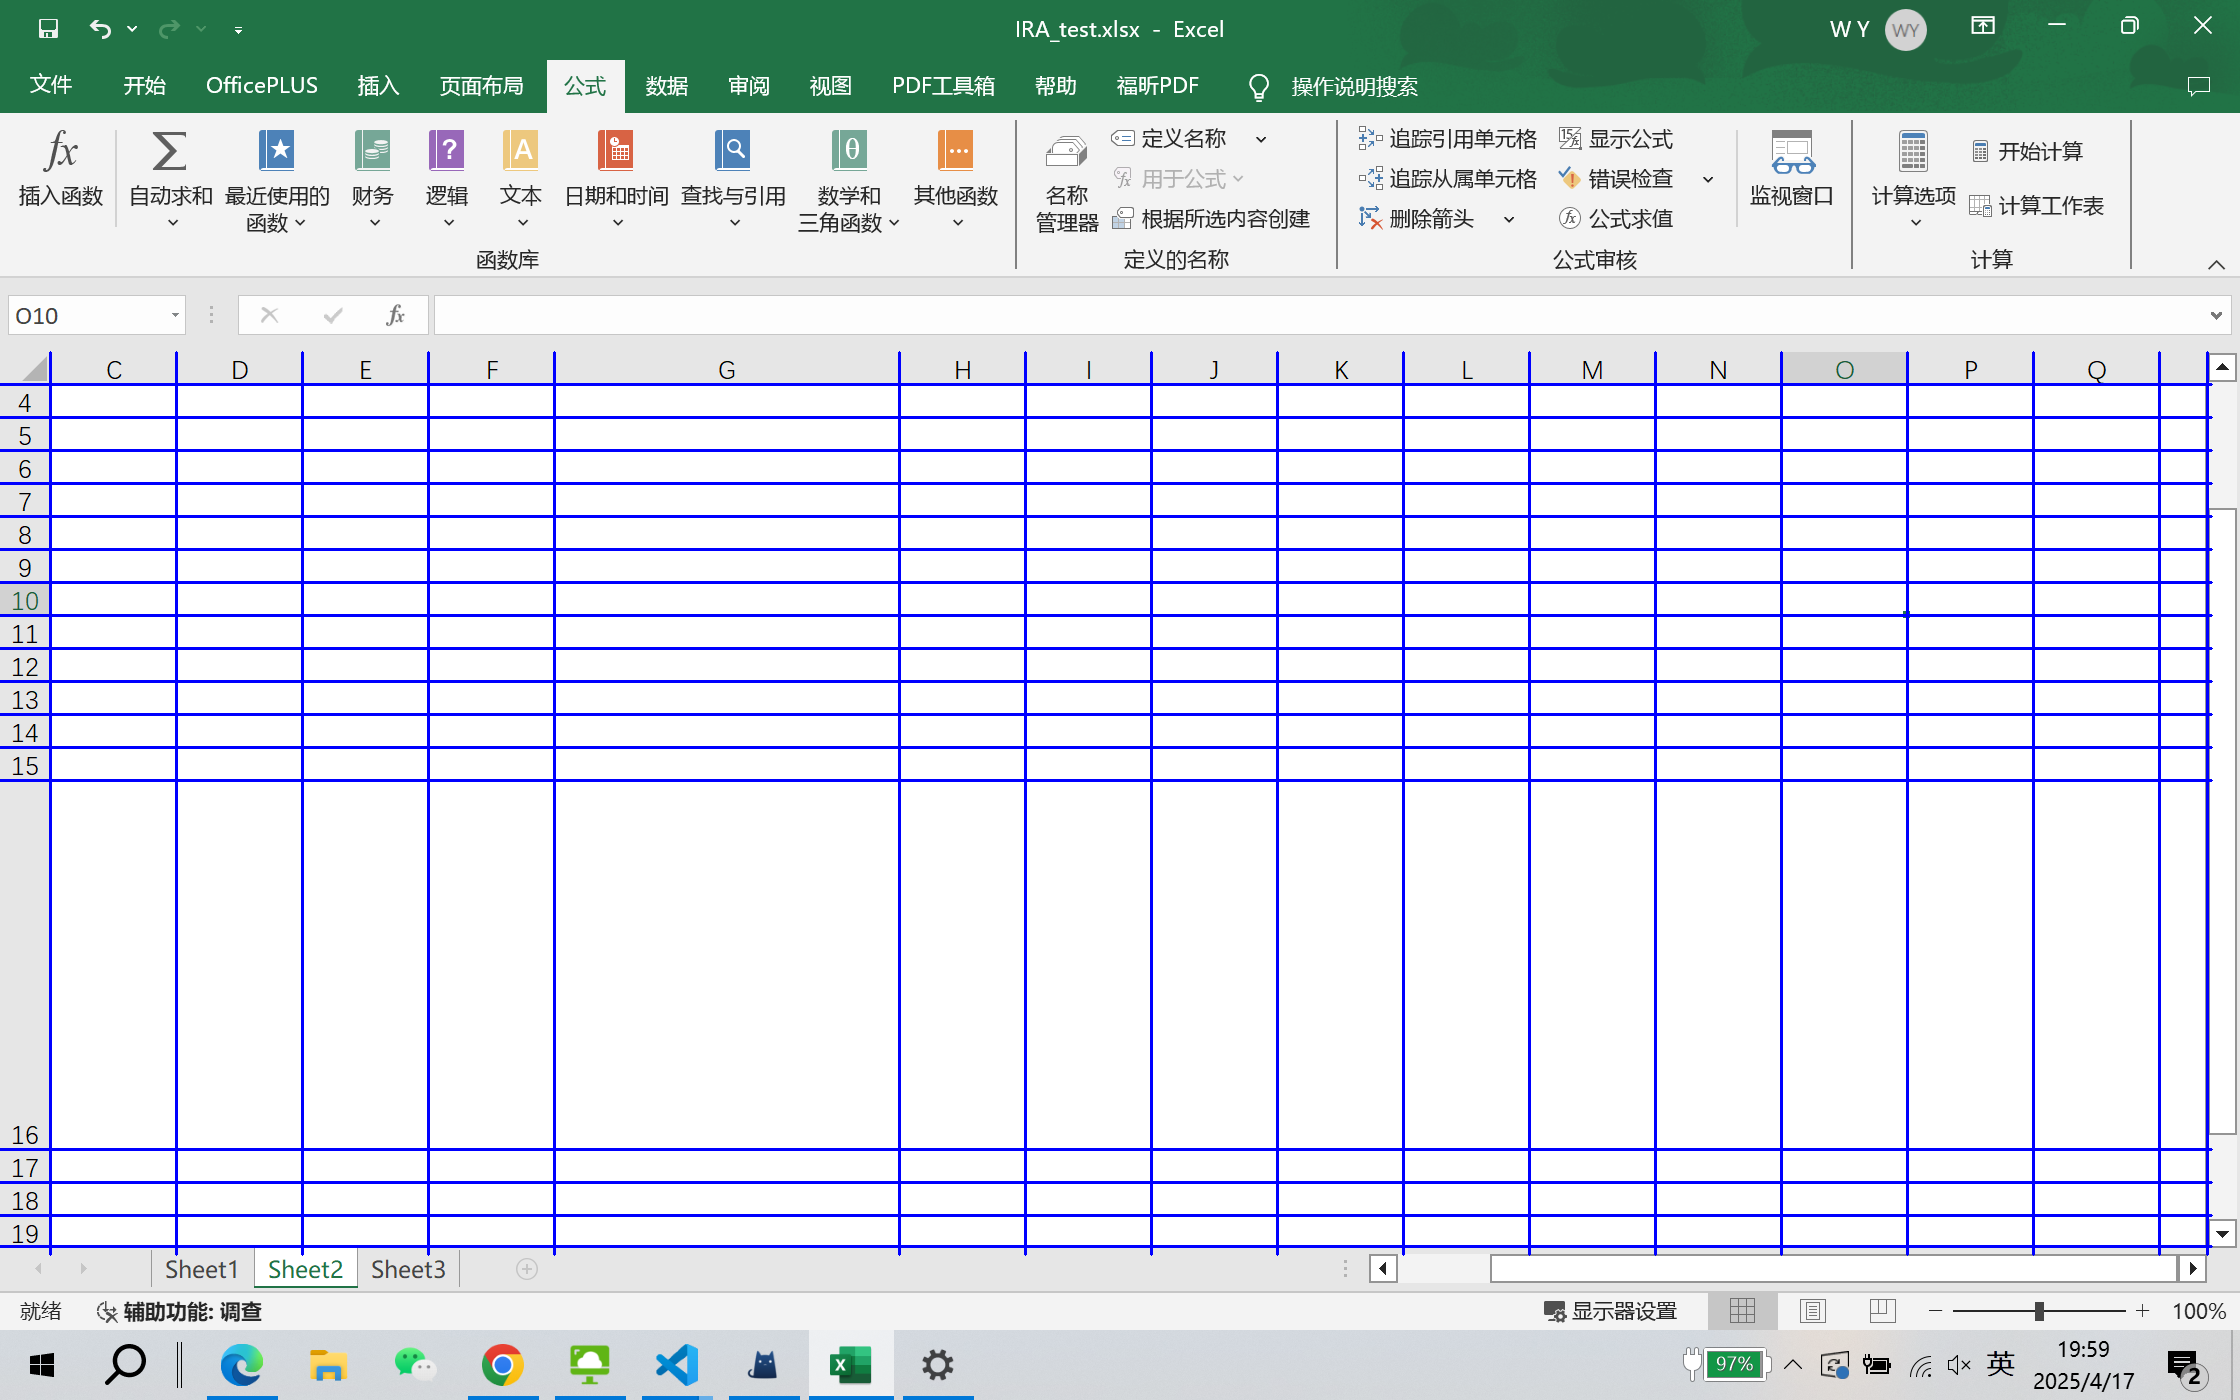 IRA_test.xlsx - Excel
W Y
WY
文件 开始 OfficePLUS 插入 页面布局 公式 数据 审阅 视图 PDF工具箱 帮助 福昕PDF 操作说明搜索
插入函数
自动求和
最近使用的
函数
财务
逻辑
文本
日期和时间
查找与引用
数学和
三角函数
其他函数
函数库
名称
管理器
定义名称
用于公式
根据所选内容创建
定义的名称
追踪引用单元格
追踪从属单元格
删除箭头
显示公式
错误检查
公式求值
公式审核
监视窗口
计算选项
开始计算
计算工作表
计算
O10
fx
C D E F G H I J K L M N O P Q
4
5
6
7
8
9
10
11
12
13
14
15
16
17
18
19
Sheet1 Sheet2 Sheet3
就绪 辅助功能: 调查 显示器设置 100%
97% 英 19:59
2025/4/17
2